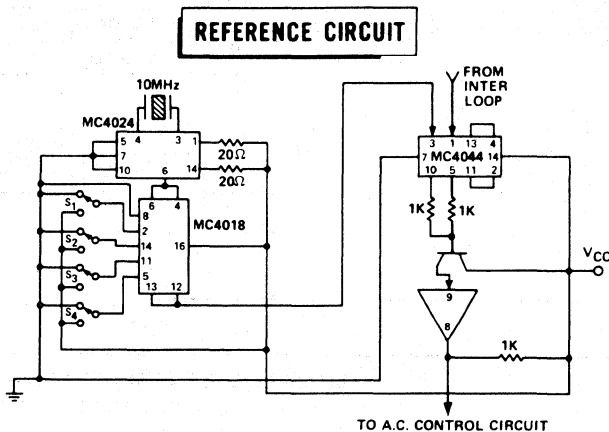 REFERENCE CIRCUIT
10MHz
MC4024
4 3
5 1
7
10 14
6
20Ω
20Ω
FROM
INTER
LOOP
3 1 13 4
7 MC4044 14
10 5 11 2
1K 1K
6 4
MC4018
8
2
14 16
11
5
13 12
S1
S2
S3
S4
VCC
9
8
1K
TO A.C. CONTROL CIRCUIT